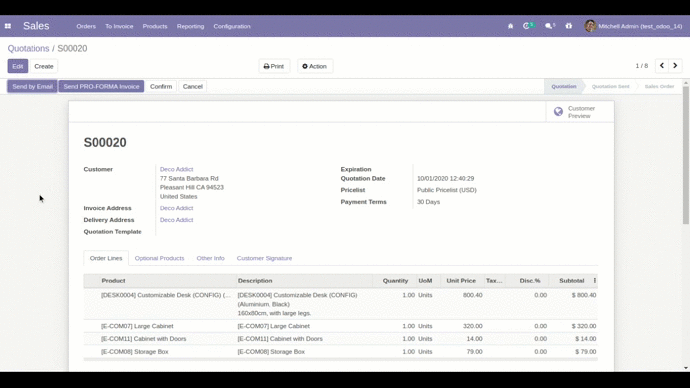 Sales Orders To Invoice Products Reporting Configuration Mitchell Admin (test_odoo_14)
Quotations / S00020
Edit Create Print Action 1 / 8
Send by Email Send PRO-FORMA Invoice Confirm Cancel Quotation Quotation Sent Sales Order
Customer
Preview
S00020
Customer Deco Addict Expiration
77 Santa Barbara Rd Quotation Date 10/01/2020 12:40:29
Pleasant Hill CA 94523 Pricelist Public Pricelist (USD)
United States
Payment Terms 30 Days
Invoice Address Deco Addict
Delivery Address Deco Addict
Quotation Template
Order Lines Optional Products Other Info Customer Signature
Product Description Quantity UoM Unit Price Tax... Disc.% Subtotal
[DESK0004] Customizable Desk (CONFIG) (... [DESK0004] Customizable Desk (CONFIG) 1.00 Units 800.40 0.00 $ 800.40
(Aluminium, Black)
160x80cm, with large legs.
[E-COM07] Large Cabinet [E-COM07] Large Cabinet 1.00 Units 320.00 0.00 $ 320.00
[E-COM11] Cabinet with Doors [E-COM11] Cabinet with Doors 1.00 Units 14.00 0.00 $ 14.00
[E-COM08] Storage Box [E-COM08] Storage Box 1.00 Units 79.00 0.00 $ 79.00